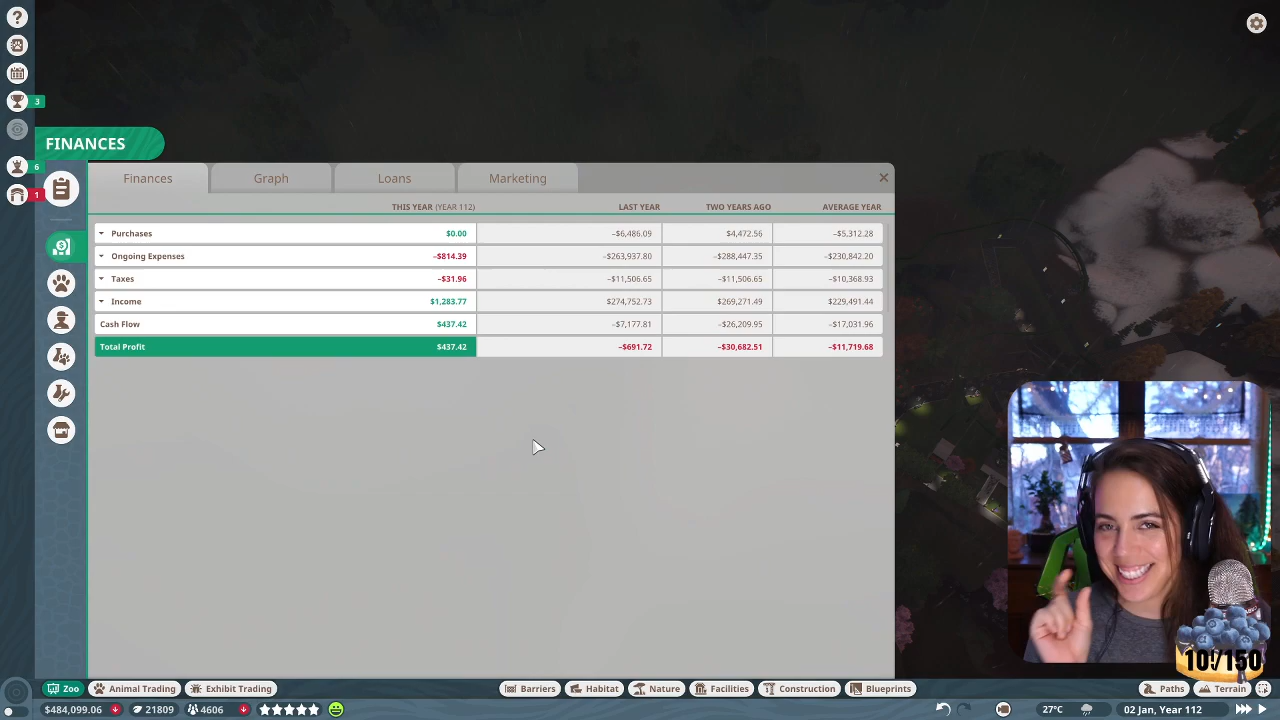 ?
3
FINANCES
6
1
Finances Graph Loans Marketing
THIS YEAR (YEAR 112) LAST YEAR TWO YEARS AGO AVERAGE YEAR
Purchases $0.00 –$6,486.09 $4,472.56 –$5,312.28
Ongoing Expenses –$814.39 –$263,937.80 –$288,447.35 –$230,842.20
Taxes –$31.96 –$11,506.65 –$11,506.65 –$10,368.93
Income $1,283.77 $274,752.73 $269,271.49 $229,491.44
Cash Flow $437.42 –$7,177.81 –$26,209.95 –$17,031.96
Total Profit $437.42 –$691.72 –$30,682.51 –$11,719.68
10/150
Zoo Animal Trading Exhibit Trading Barriers Habitat Nature Facilities Construction Blueprints Paths Terrain
$484,099.06 21809 4606 27°C 02 Jan, Year 112